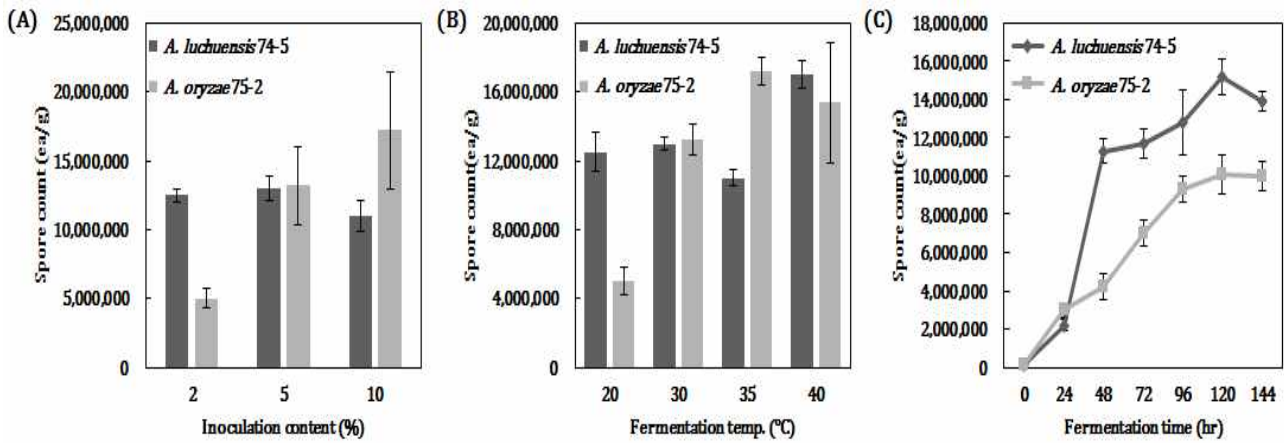 (A)
25,000,000
20,000,000
15,000,000
10,000,000
5,000,000
0
Spore count (ea/g)
A. luchuensis 74-5
A. oryzae 75-2
2 5 10
Inoculation content (%)
(B)
20,000,000
16,000,000
12,000,000
8,000,000
4,000,000
0
Spore count(ea/g)
A. luchuensis 74-5
A. oryzae 75-2
20 30 35 40
Fermentation temp. (°C)
(C)
18,000,000
16,000,000
14,000,000
12,000,000
10,000,000
8,000,000
6,000,000
4,000,000
2,000,000
0
Spore count(ea/g)
A. luchuensis 74-5
A. oryzae 75-2
0 24 48 72 96 120 144
Fermentation time (hr)